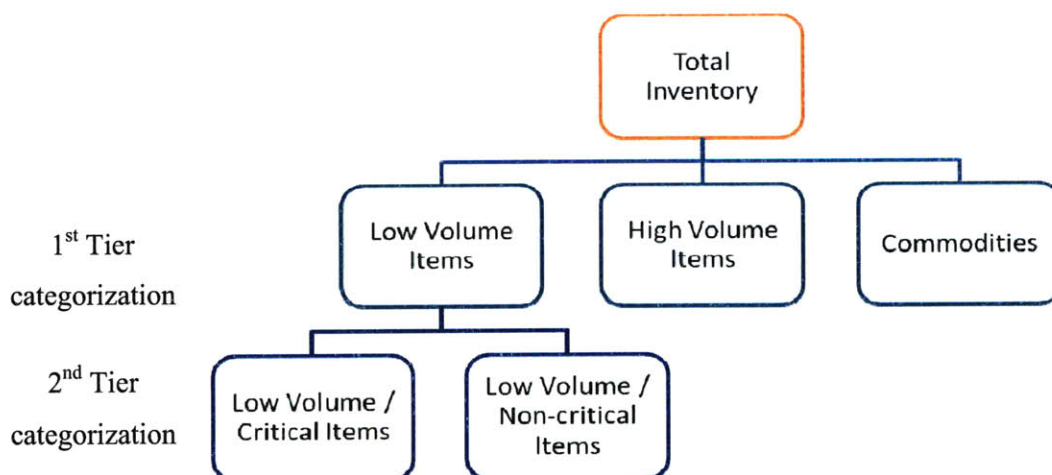 Total
Inventory
1st Tier
categorization
Low Volume
Items
High Volume
Items
Commodities
2nd Tier
categorization
Low Volume /
Critical Items
Low Volume /
Non-critical
Items